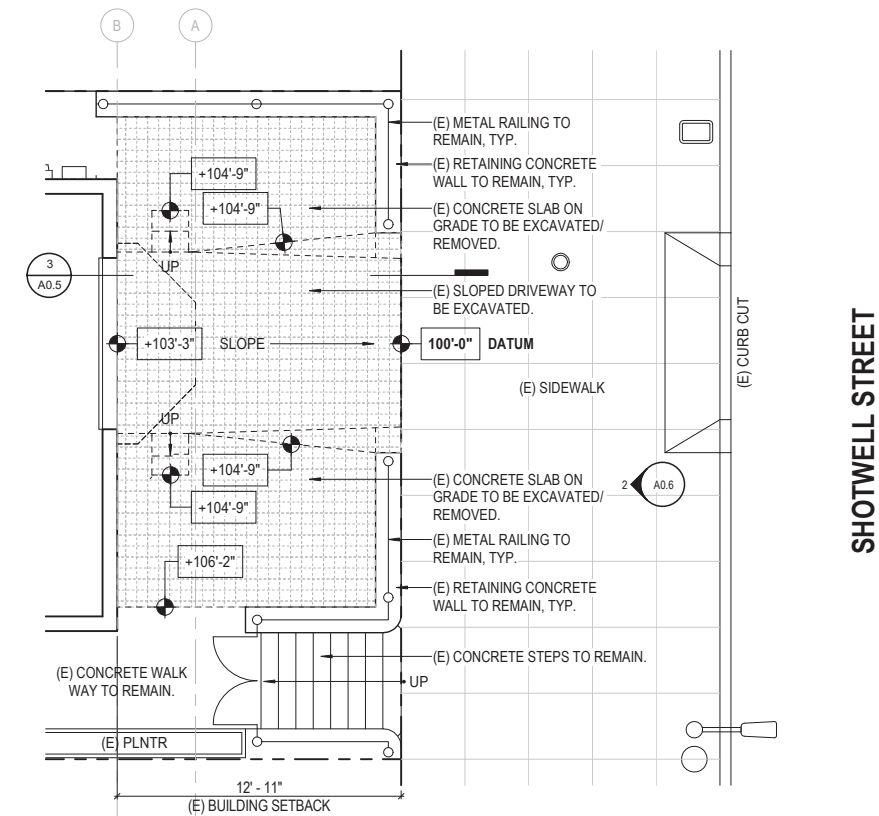 B
A
(E) METAL RAILING TO
REMAIN, TYP.
(E) RETAINING CONCRETE
WALL TO REMAIN, TYP.
+104'-9"
+104'-9"
(E) CONCRETE SLAB ON
GRADE TO BE EXCAVATED/
REMOVED.
UP
3
A0.5
(E) SLOPED DRIVEWAY TO
BE EXCAVATED.
+103'-3"
SLOPE
100'-0"
DATUM
(E) SIDEWALK
(E) CURB CUT
SHOTWELL STREET
UP
+104'-9"
+104'-9"
(E) CONCRETE SLAB ON
GRADE TO BE EXCAVATED/
REMOVED.
2
A0.6
(E) METAL RAILING TO
REMAIN, TYP.
+106'-2"
(E) RETAINING CONCRETE
WALL TO REMAIN, TYP.
(E) CONCRETE STEPS TO REMAIN.
(E) CONCRETE WALK
WAY TO REMAIN.
UP
(E) PLNTR
12' - 11"
(E) BUILDING SETBACK